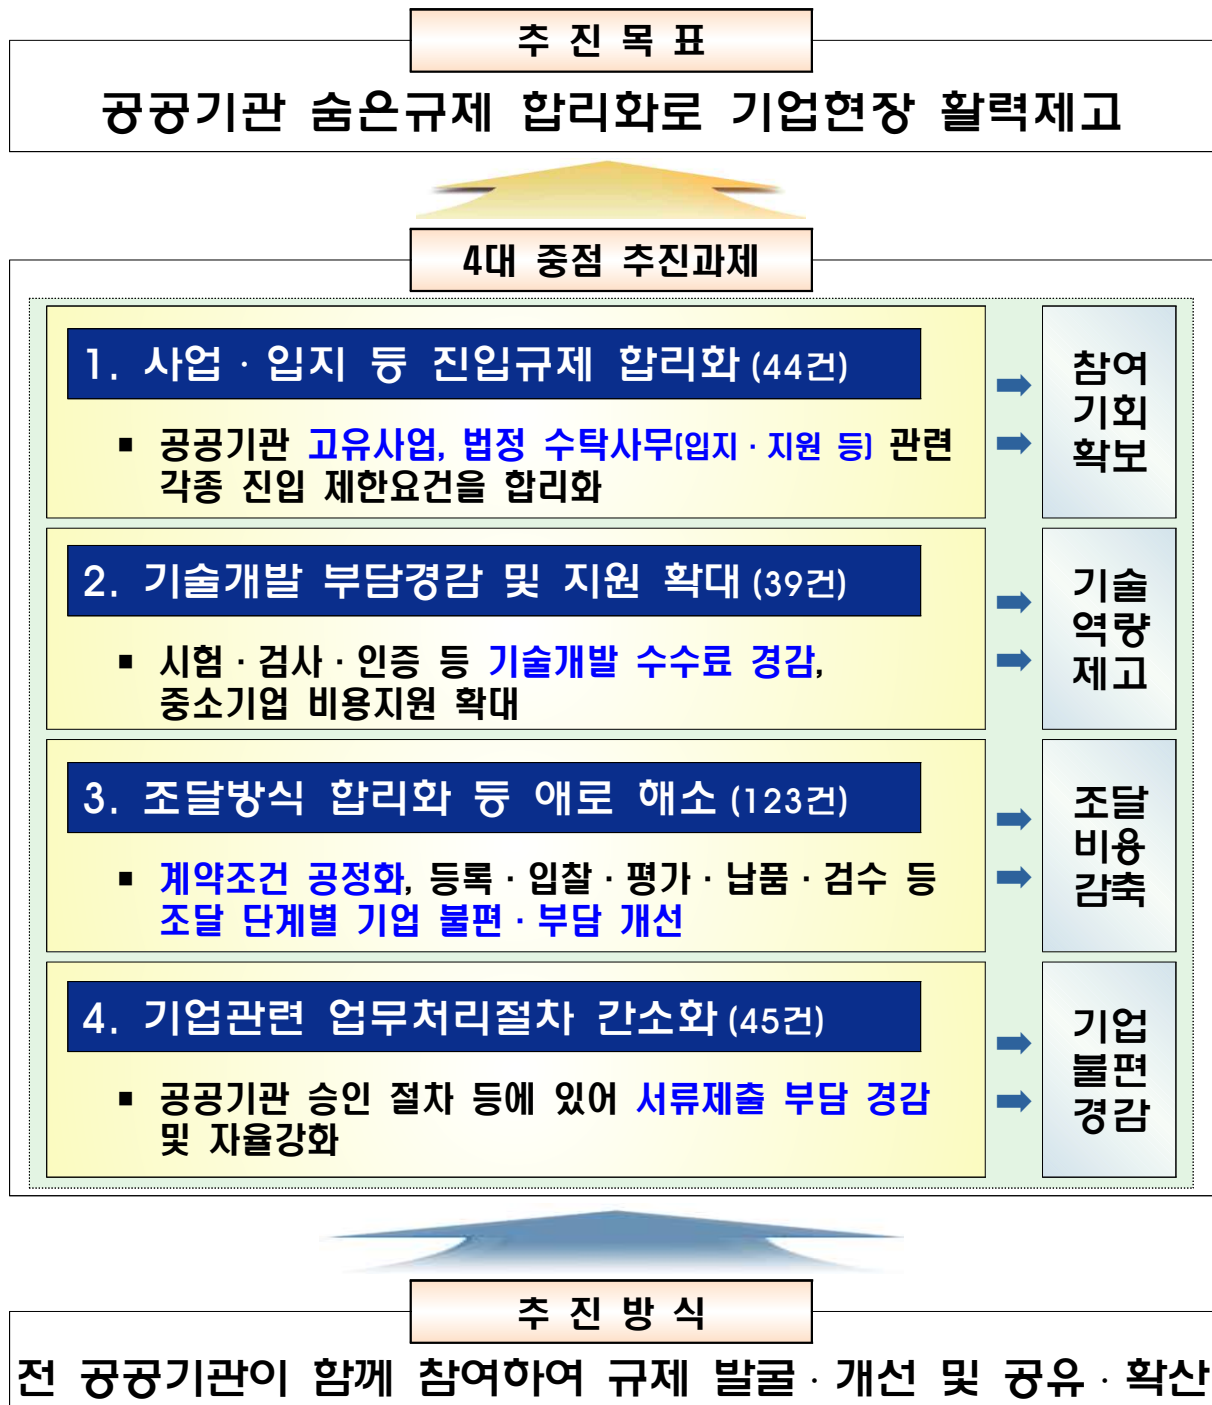 추 진 목 표
공공기관 숨은규제 합리화로 기업현장 활력제고
4대 중점 추진과제
1. 사업 · 입지 등 진입규제 합리화 (44건)
▪ 공공기관 고유사업, 법정 수탁사무(입지 · 지원 등) 관련
각종 진입 제한요건을 합리화
참여
기회
확보
2. 기술개발 부담경감 및 지원 확대 (39건)
▪ 시험 · 검사 · 인증 등 기술개발 수수료 경감,
중소기업 비용지원 확대
기술
역량
제고
3. 조달방식 합리화 등 애로 해소 (123건)
▪ 계약조건 공정화, 등록 · 입찰 · 평가 · 납품 · 검수 등
조달 단계별 기업 불편 · 부담 개선
조달
비용
감축
4. 기업관련 업무처리절차 간소화 (45건)
▪ 공공기관 승인 절차 등에 있어 서류제출 부담 경감
및 자율강화
기업
불편
경감
추 진 방 식
전 공공기관이 함께 참여하여 규제 발굴 · 개선 및 공유 · 확산